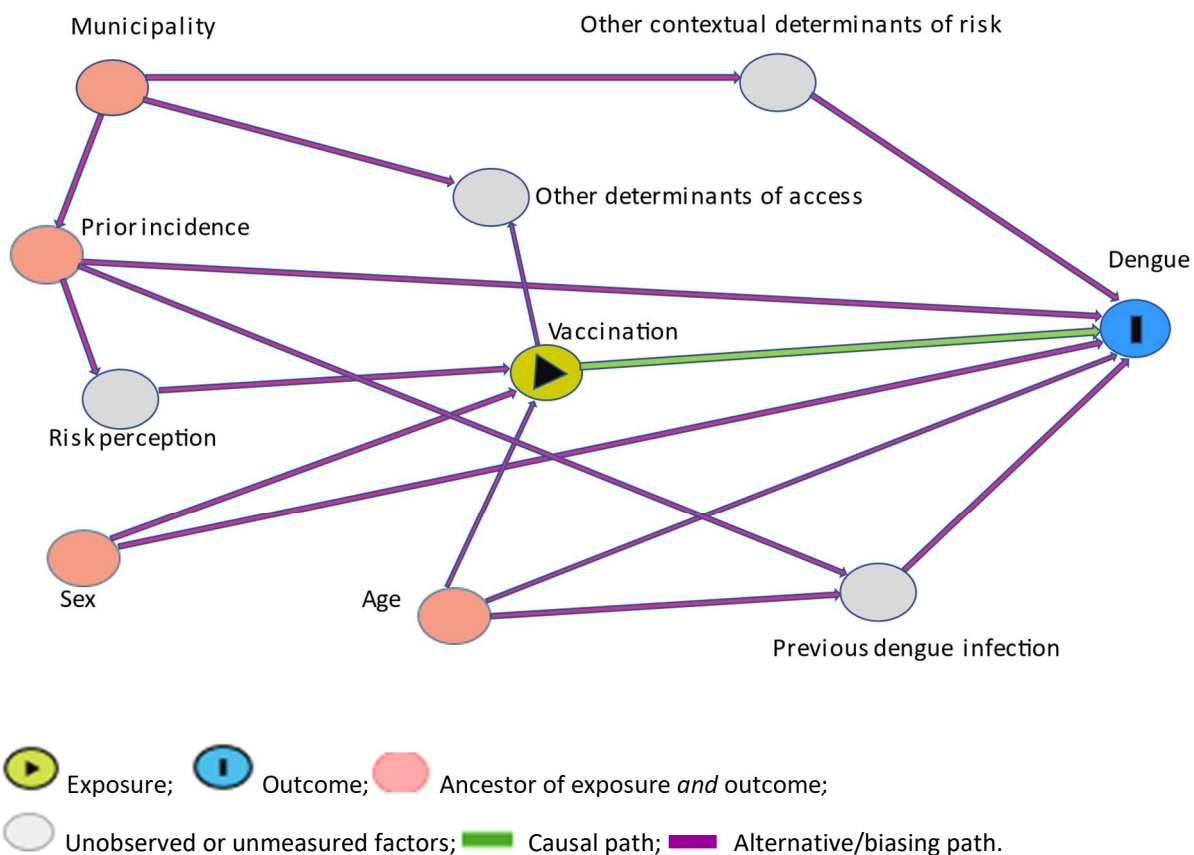 Municipality
Other contextual determinants of risk
Other determinants of access
Prior incidence
Dengue
Vaccination
Risk perception
Sex
Age
Previous dengue infection
Exposure; Outcome; Ancestor of exposure and outcome;
Unobserved or unmeasured factors; Causal path; Alternative/biasing path.